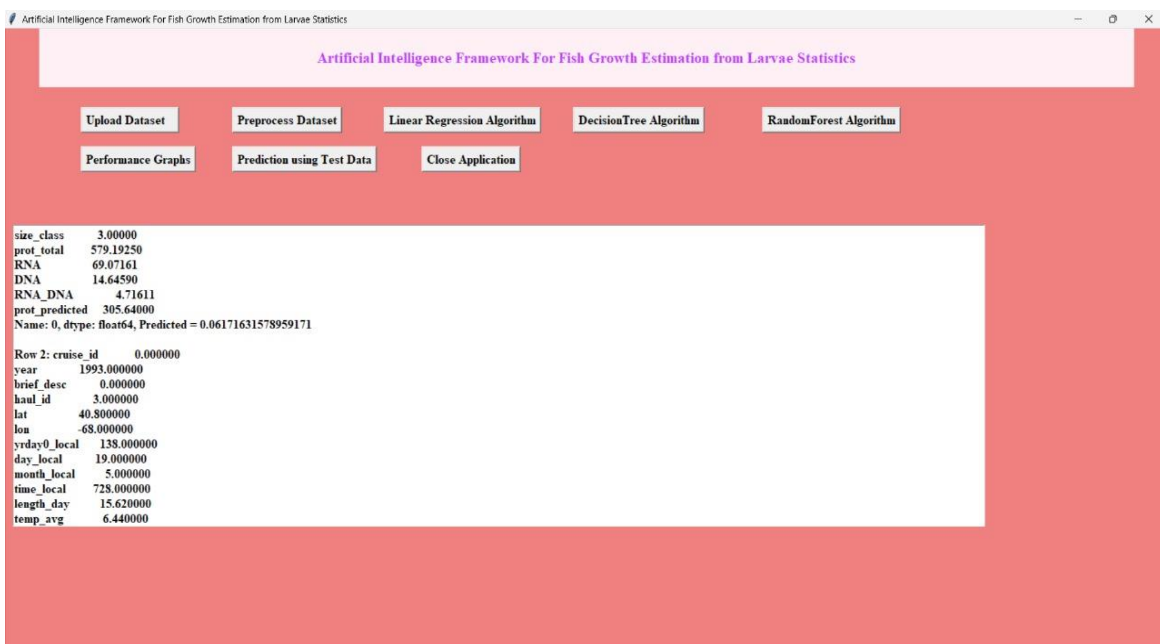 Artificial Intelligence Framework For Fish Growth Estimation from Larvae Statistics
Artificial Intelligence Framework For Fish Growth Estimation from Larvae Statistics
Upload Dataset Preprocess Dataset Linear Regression Algorithm DecisionTree Algorithm RandomForest Algorithm
Performance Graphs Prediction using Test Data Close Application
size_class 3.00000
prot_total 579.19250
RNA 69.07161
DNA 14.64590
RNA_DNA 4.71611
prot_predicted 305.64000
Name: 0, dtype: float64, Predicted = 0.06171631578959171
Row 2: cruise_id 0.000000
year 1993.000000
brief_desc 0.000000
haul_id 3.000000
lat 40.800000
lon -68.000000
yrday0_local 138.000000
day_local 19.000000
month_local 5.000000
time_local 728.000000
length_day 15.620000
temp_avg 6.440000